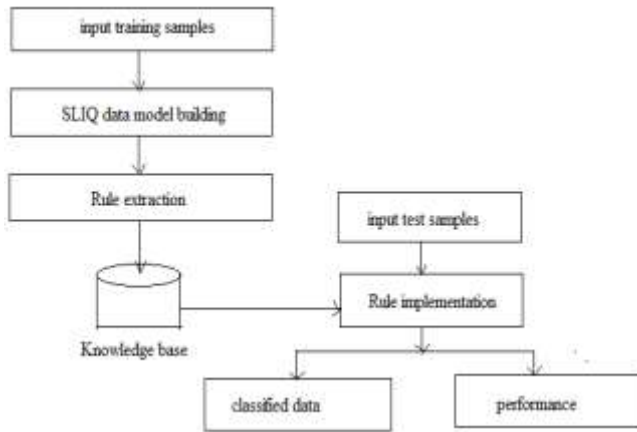 input training samples
SLIQ data model building
Rule extraction
input test samples
Rule implementation
Knowledge base
classified data
performance